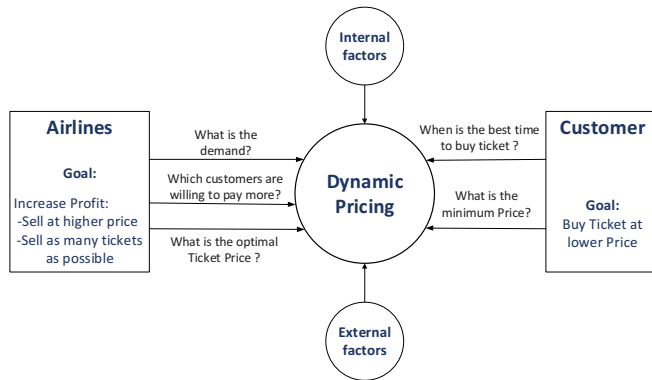 Internal
factors
Airlines
Goal:
Increase Profit:
-Sell at higher price
-Sell as many tickets
as possible
What is the
demand?
Which customers are
willing to pay more?
What is the optimal
Ticket Price ?
Dynamic
Pricing
When is the best time
to buy ticket ?
What is the
minimum Price?
Customer
Goal:
Buy Ticket at
lower Price
External
factors